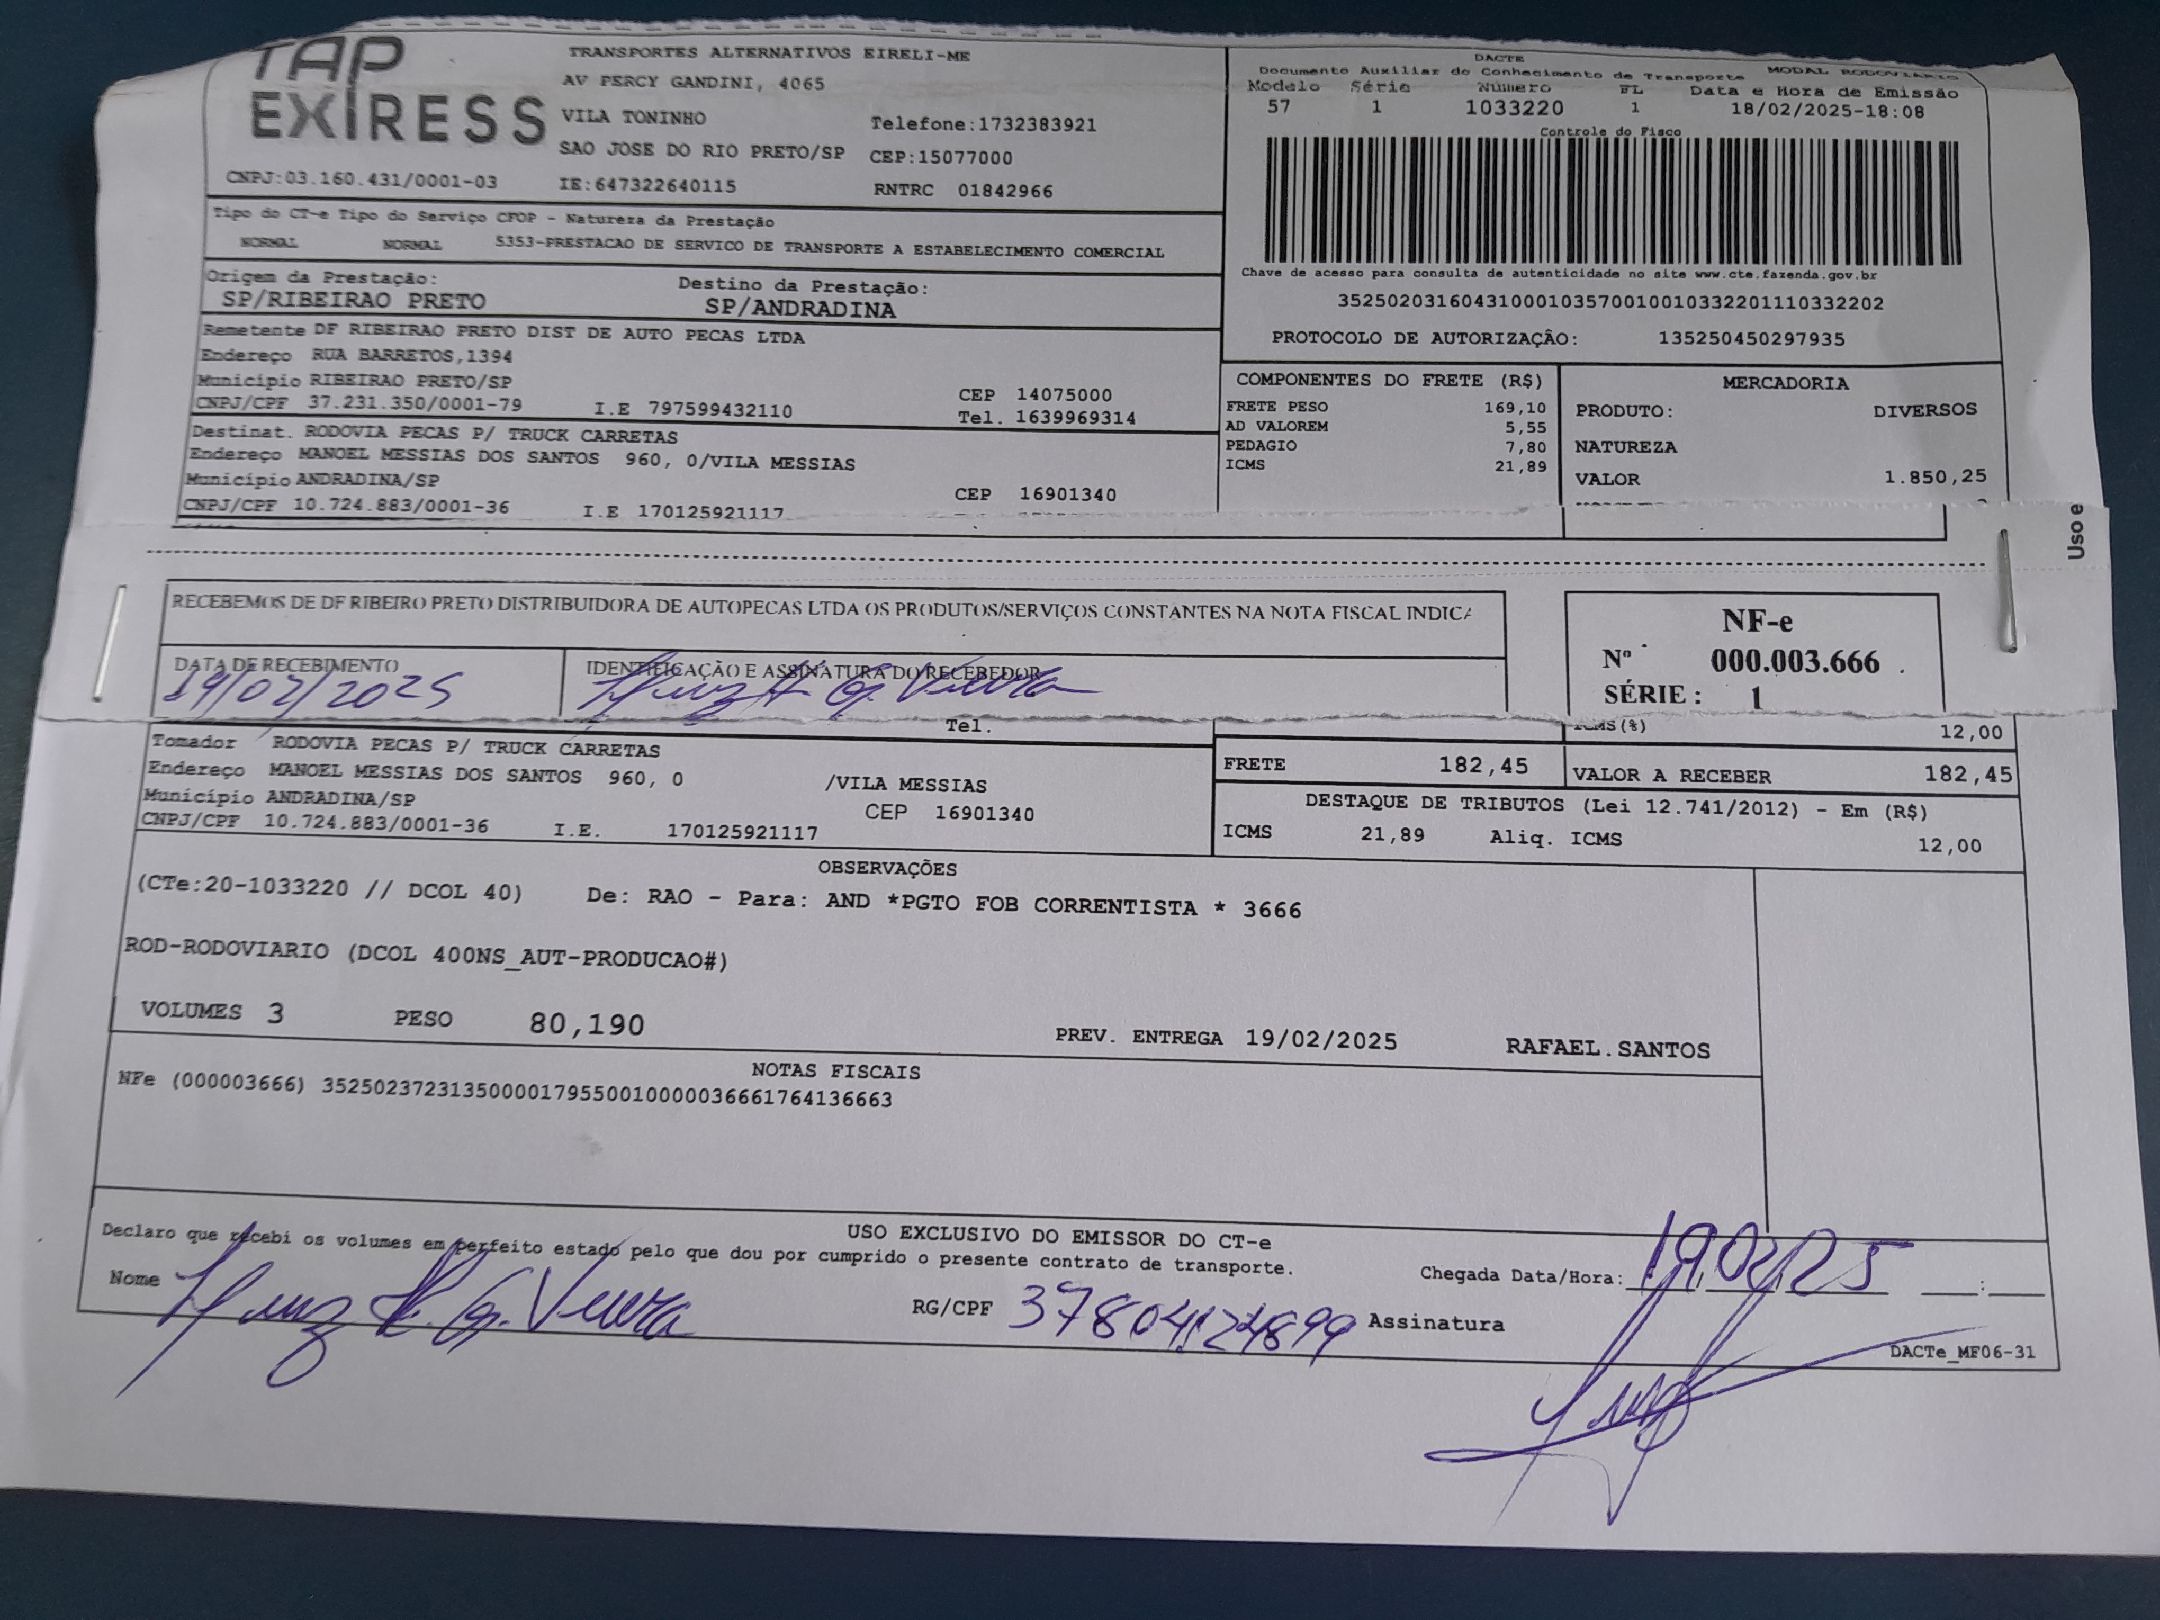 TAP
EXPRESS
TRANSPORTES ALTERNATIVOS EIRELI-ME
AV PERCY GANDINI, 4065
VILA TONINHO Telefone:1732383921
SAO JOSE DO RIO PRETO/SP CEP:15077000
CNPJ:03.160.431/0001-03 IE:647322640115 RNTRC 01842966
DACTE
Documento Auxiliar do Conhecimento de Transporte MODAL RODOVIARIO
Modelo Série Número FL Data e Hora de Emissão
57 1 1033220 1 18/02/2025-18:08
Controle do Fisco
Chave de acesso para consulta de autenticidade no site www.cte.fazenda.gov.br
35250203160431000103570010010332201110332202
PROTOCOLO DE AUTORIZAÇÃO: 135250450297935
Tipo do CT-e Tipo do Serviço CFOP - Natureza da Prestação
NORMAL NORMAL 5353-PRESTACAO DE SERVICO DE TRANSPORTE A ESTABELECIMENTO COMERCIAL
Origem da Prestação: Destino da Prestação:
SP/RIBEIRAO PRETO SP/ANDRADINA
Remetente DF RIBEIRAO PRETO DIST DE AUTO PECAS LTDA
Endereço RUA BARRETOS,1394
Município RIBEIRAO PRETO/SP CEP 14075000
CNPJ/CPF 37.231.350/0001-79 I.E 797599432110 Tel. 1639969314
Destinat. RODOVIA PECAS P/ TRUCK CARRETAS
Endereço MANOEL MESSIAS DOS SANTOS 960, 0/VILA MESSIAS
Município ANDRADINA/SP CEP 16901340
CNPJ/CPF 10.724.883/0001-36 I.E 170125921117
COMPONENTES DO FRETE (R$)
FRETE PESO 169,10
AD VALOREM 5,55
PEDAGIO 7,80
ICMS 21,89
MERCADORIA
PRODUTO: DIVERSOS
NATUREZA
VALOR 1.850,25
Uso e
RECEBEMOS DE DF RIBEIRO PRETO DISTRIBUIDORA DE AUTOPECAS LTDA OS PRODUTOS/SERVIÇOS CONSTANTES NA NOTA FISCAL INDICA
DATA DE RECEBIMENTO IDENTIFICAÇÃO E ASSINATURA DO RECEBEDOR
19/02/2025 Vieira
NF-e
Nº 000.003.666
SÉRIE : 1
Tel.
Tomador RODOVIA PECAS P/ TRUCK CARRETAS
Endereço MANOEL MESSIAS DOS SANTOS 960, 0 /VILA MESSIAS
Município ANDRADINA/SP CEP 16901340
CNPJ/CPF 10.724.883/0001-36 I.E. 170125921117
ICMS(%) 12,00
FRETE 182,45 VALOR A RECEBER 182,45
DESTAQUE DE TRIBUTOS (Lei 12.741/2012) - Em (R$)
ICMS 21,89 Aliq. ICMS 12,00
OBSERVAÇÕES
(CTe:20-1033220 // DCOL 40) De: RAO - Para: AND *PGTO FOB CORRENTISTA * 3666
ROD-RODOVIARIO (DCOL 400NS_AUT-PRODUCAO#)
VOLUMES 3 PESO 80,190 PREV. ENTREGA 19/02/2025 RAFAEL.SANTOS
NOTAS FISCAIS
NFe (000003666) 35250237231350000179550010000036661764136663
USO EXCLUSIVO DO EMISSOR DO CT-e
Declaro que recebi os volumes em perfeito estado pelo que dou por cumprido o presente contrato de transporte.
Nome Vieira RG/CPF 37804124899 Assinatura
Chegada Data/Hora: 19/02/25 :
DACTe_MF06-31